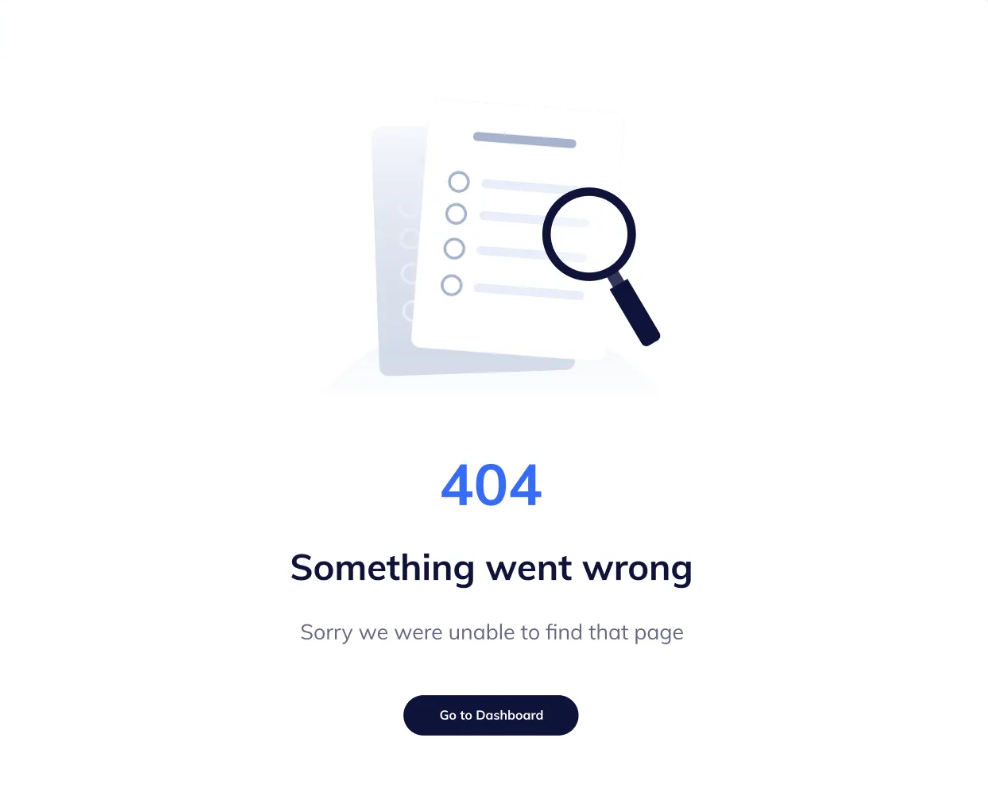 404
Something went wrong
Sorry we were unable to find that page
Go to Dashboard